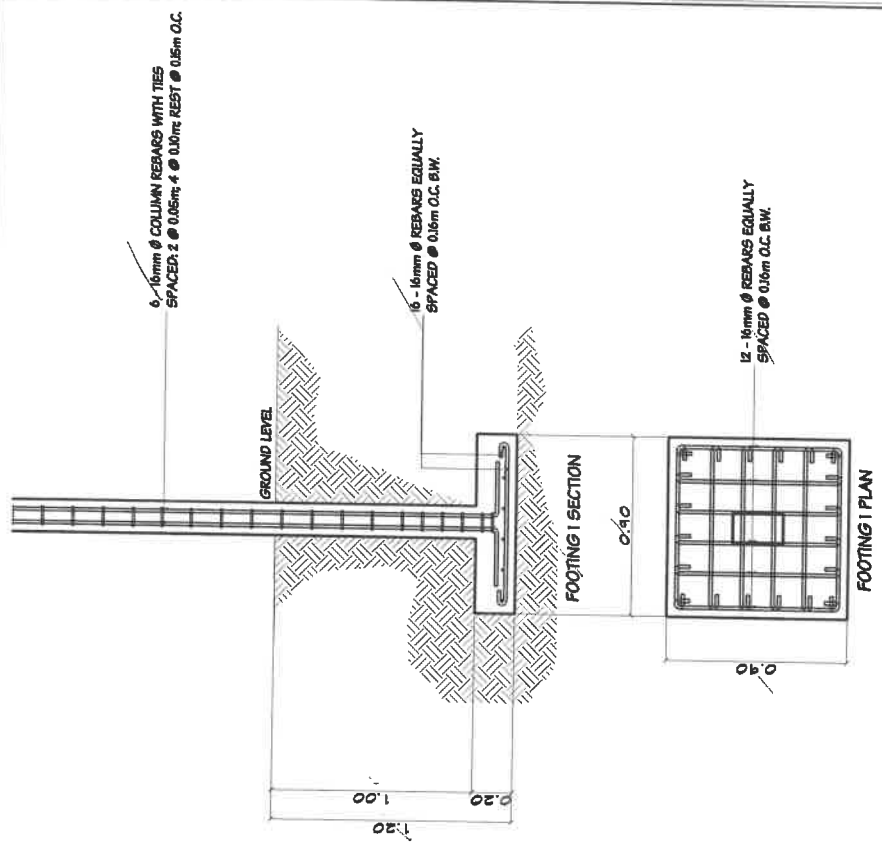 6, 16mm Ø COLUMN REBARS WITH TIES
SPACED: 2 @ 0.05m; 4 @ 0.10m; REST @ 0.15m O.C.
GROUND LEVEL
16 - 16mm Ø REBARS EQUALLY
SPACED @ 0.16m O.C. B.W.
1.00
0.20
1.20
0.90
FOOTING 1 SECTION
12 - 16mm Ø REBARS EQUALLY
SPACED @ 0.16m O.C. B.W.
0.90
FOOTING 1 PLAN